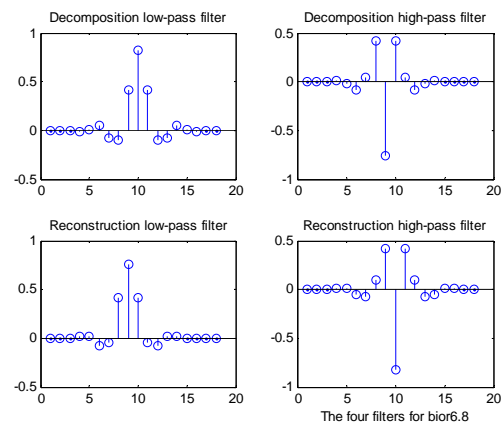 Decomposition low-pass filter
Decomposition high-pass filter
1
0.5
0
-0.5
0 5 10 15 20
0.5
0
-0.5
-1
0 5 10 15 20
Reconstruction low-pass filter
Reconstruction high-pass filter
1
0.5
0
-0.5
0 5 10 15 20
0.5
0
-0.5
-1
0 5 10 15 20
The four filters for bior6.8